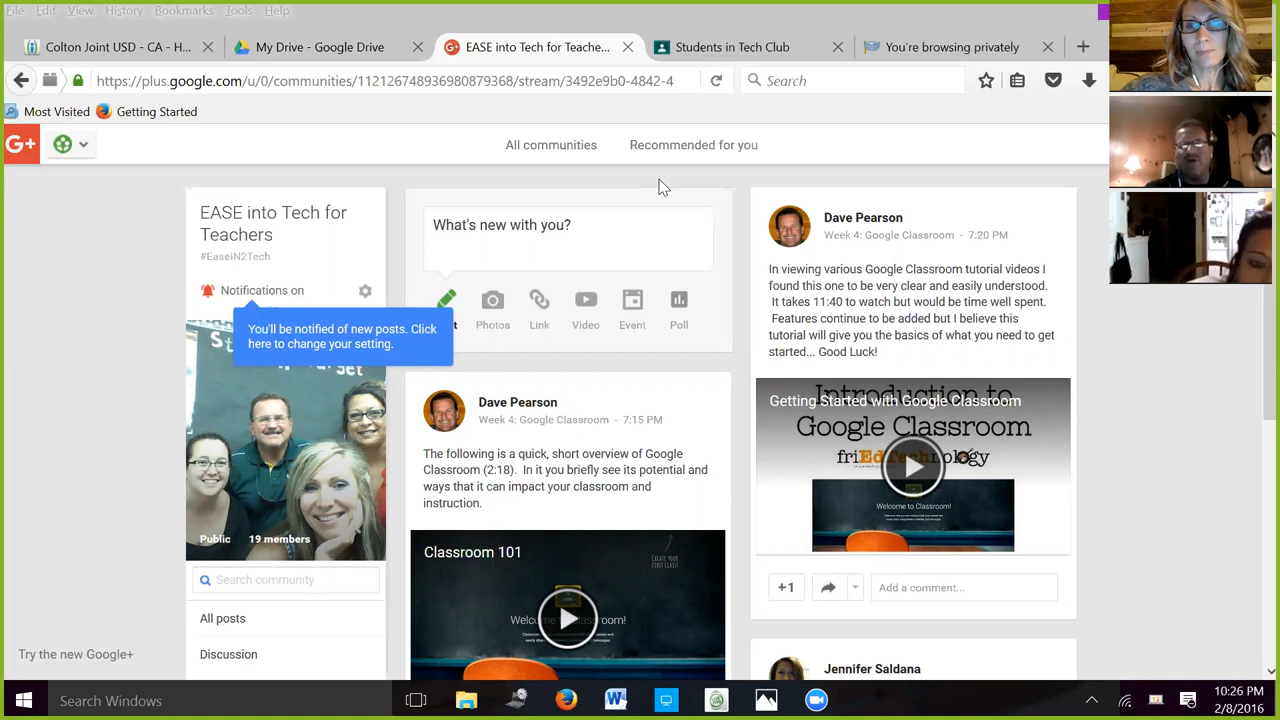 File Edit View History Bookmarks Tools Help
Colton Joint USD - CA - H... ×
My Drive - Google Drive ×
EASE into Tech for Teache... ×
Students in Tech Club ×
You're browsing privately ×
https://plus.google.com/u/0/communities/112126748936980879368/stream/3492e9b0-4842-4
Search
Most Visited Getting Started
G+
All communities Recommended for you
EASE into Tech for
Teachers
#EaseiN2Tech
Notifications on
You'll be notified of new posts. Click
here to change your setting.
Public 19 members
Search community
All posts
Discussion
Try the new Google+
What's new with you?
Photos Link Video Event Poll
Dave Pearson
Week 4: Google Classroom - 7:15 PM
The following is a quick, short overview of Google
Classroom (2:18). In it you briefly see its potential and
ways that it can impact your classroom and
instruction.
Classroom 101
CREATE YOUR
FIRST CLASS!
Dave Pearson
Week 4: Google Classroom - 7:20 PM
In viewing various Google Classroom tutorial videos I
found this one to be very clear and easily understood.
It takes 11:40 to watch but would be time well spent.
Features continue to be added but I believe this
tutorial will give you the basics of what you need to get
started... Good Luck!
Getting Started with Google Classroom
Introduction to
Google Classroom
friEdTechnology
Welcome to Classroom!
+1
Add a comment...
Jennifer Saldana
Search Windows
10:26 PM
2/8/2016